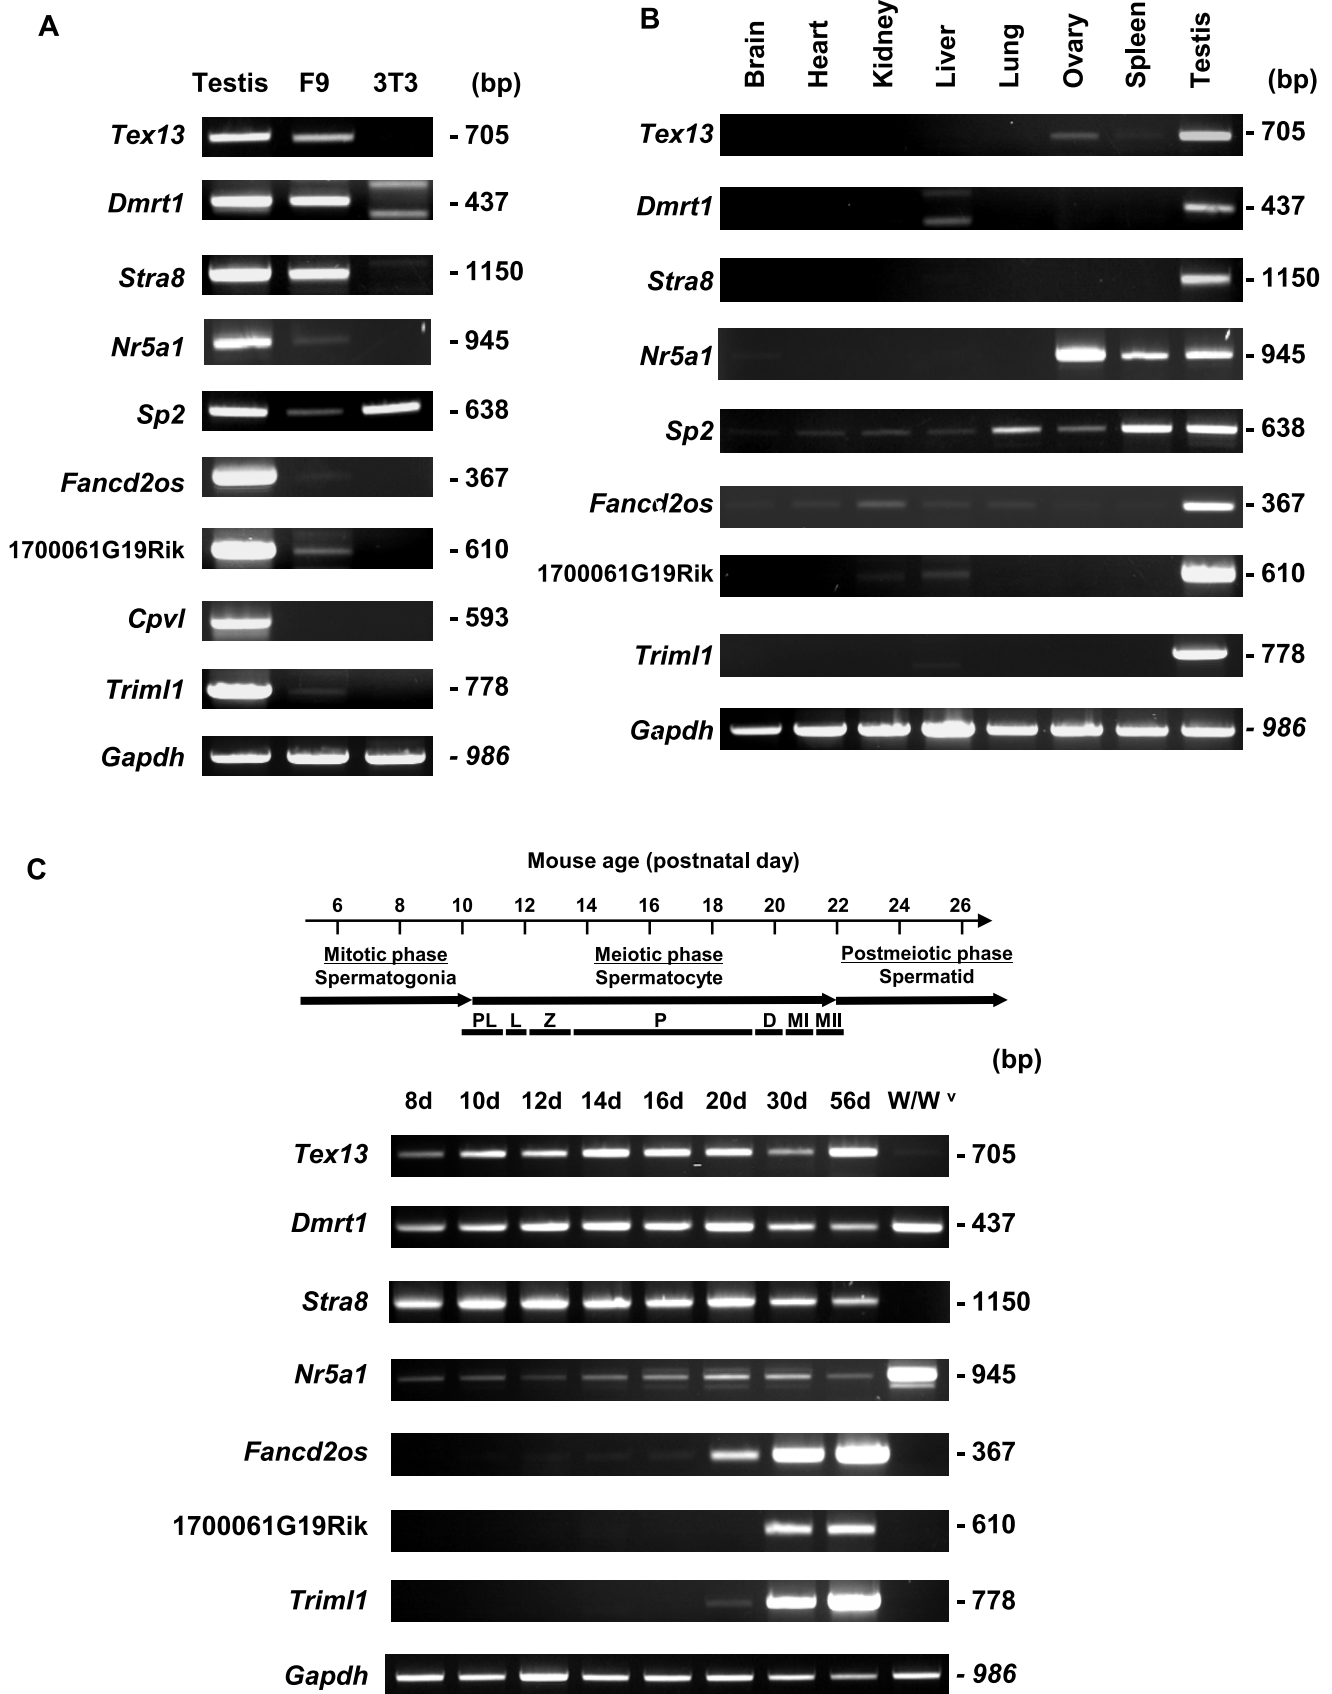 A
Testis F9 3T3 (bp)
Tex13 - 705
Dmrt1 - 437
Stra8 - 1150
Nr5a1 - 945
Sp2 - 638
Fancd2os - 367
1700061G19Rik - 610
Cpvl - 593
Triml1 - 778
Gapdh - 986
B
Brain Heart Kidney Liver Lung Ovary Spleen Testis (bp)
Tex13 - 705
Dmrt1 - 437
Stra8 - 1150
Nr5a1 - 945
Sp2 - 638
Fancd2os - 367
1700061G19Rik - 610
Triml1 - 778
Gapdh - 986
C
Mouse age (postnatal day)
6 8 10 12 14 16 18 20 22 24 26
Mitotic phase Meiotic phase Postmeiotic phase
Spermatogonia Spermatocyte Spermatid
PL L Z P D MI MII
(bp)
8d 10d 12d 14d 16d 20d 30d 56d W/W v
Tex13 - 705
Dmrt1 - 437
Stra8 - 1150
Nr5a1 - 945
Fancd2os - 367
1700061G19Rik - 610
Triml1 - 778
Gapdh - 986